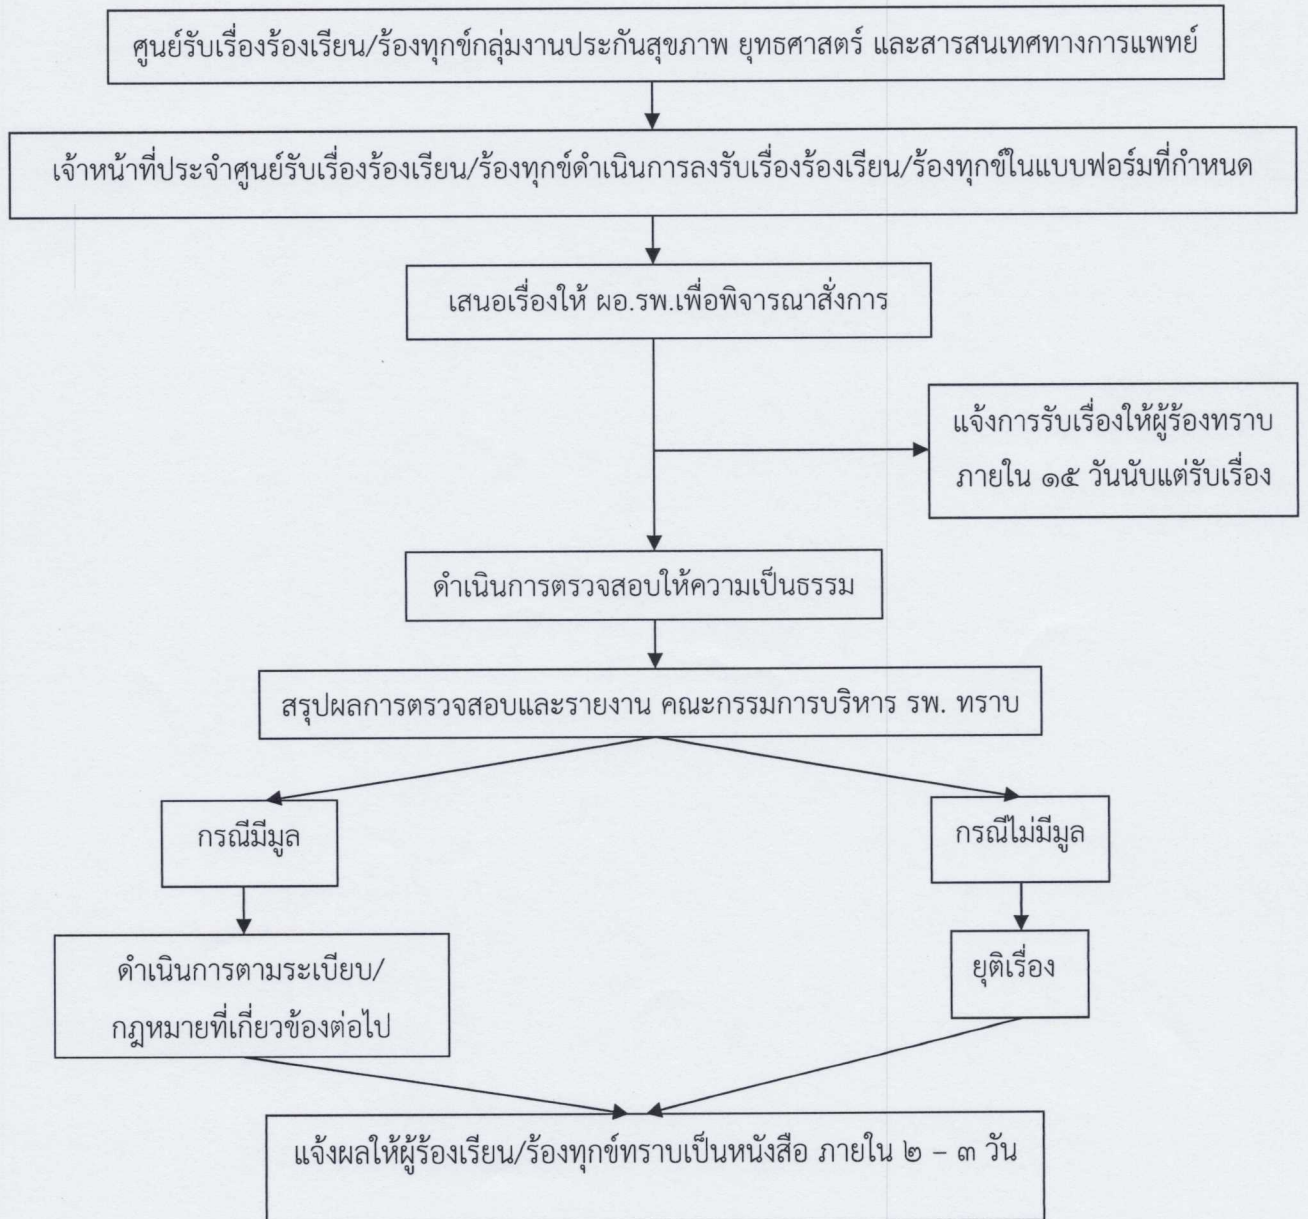 ศูนย์รับเรื่องร้องเรียน/ร้องทุกข์กลุ่มงานประกันสุขภาพ ยุทธศาสตร์ และสารสนเทศทางการแพทย์
เจ้าหน้าที่ประจำศูนย์รับเรื่องร้องเรียน/ร้องทุกข์ดำเนินการลงรับเรื่องร้องเรียน/ร้องทุกข์ในแบบฟอร์มที่กำหนด
เสนอเรื่องให้ ผอ.รพ.เพื่อพิจารณาสั่งการ
แจ้งการรับเรื่องให้ผู้ร้องทราบ
ภายใน ๑๕ วันนับแต่รับเรื่อง
ดำเนินการตรวจสอบให้ความเป็นธรรม
สรุปผลการตรวจสอบและรายงาน คณะกรรมการบริหาร รพ. ทราบ
กรณีมีมูล
กรณีไม่มีมูล
ดำเนินการตามระเบียบ/
กฎหมายที่เกี่ยวข้องต่อไป
ยุติเรื่อง
แจ้งผลให้ผู้ร้องเรียน/ร้องทุกข์ทราบเป็นหนังสือ ภายใน ๒ – ๓ วัน